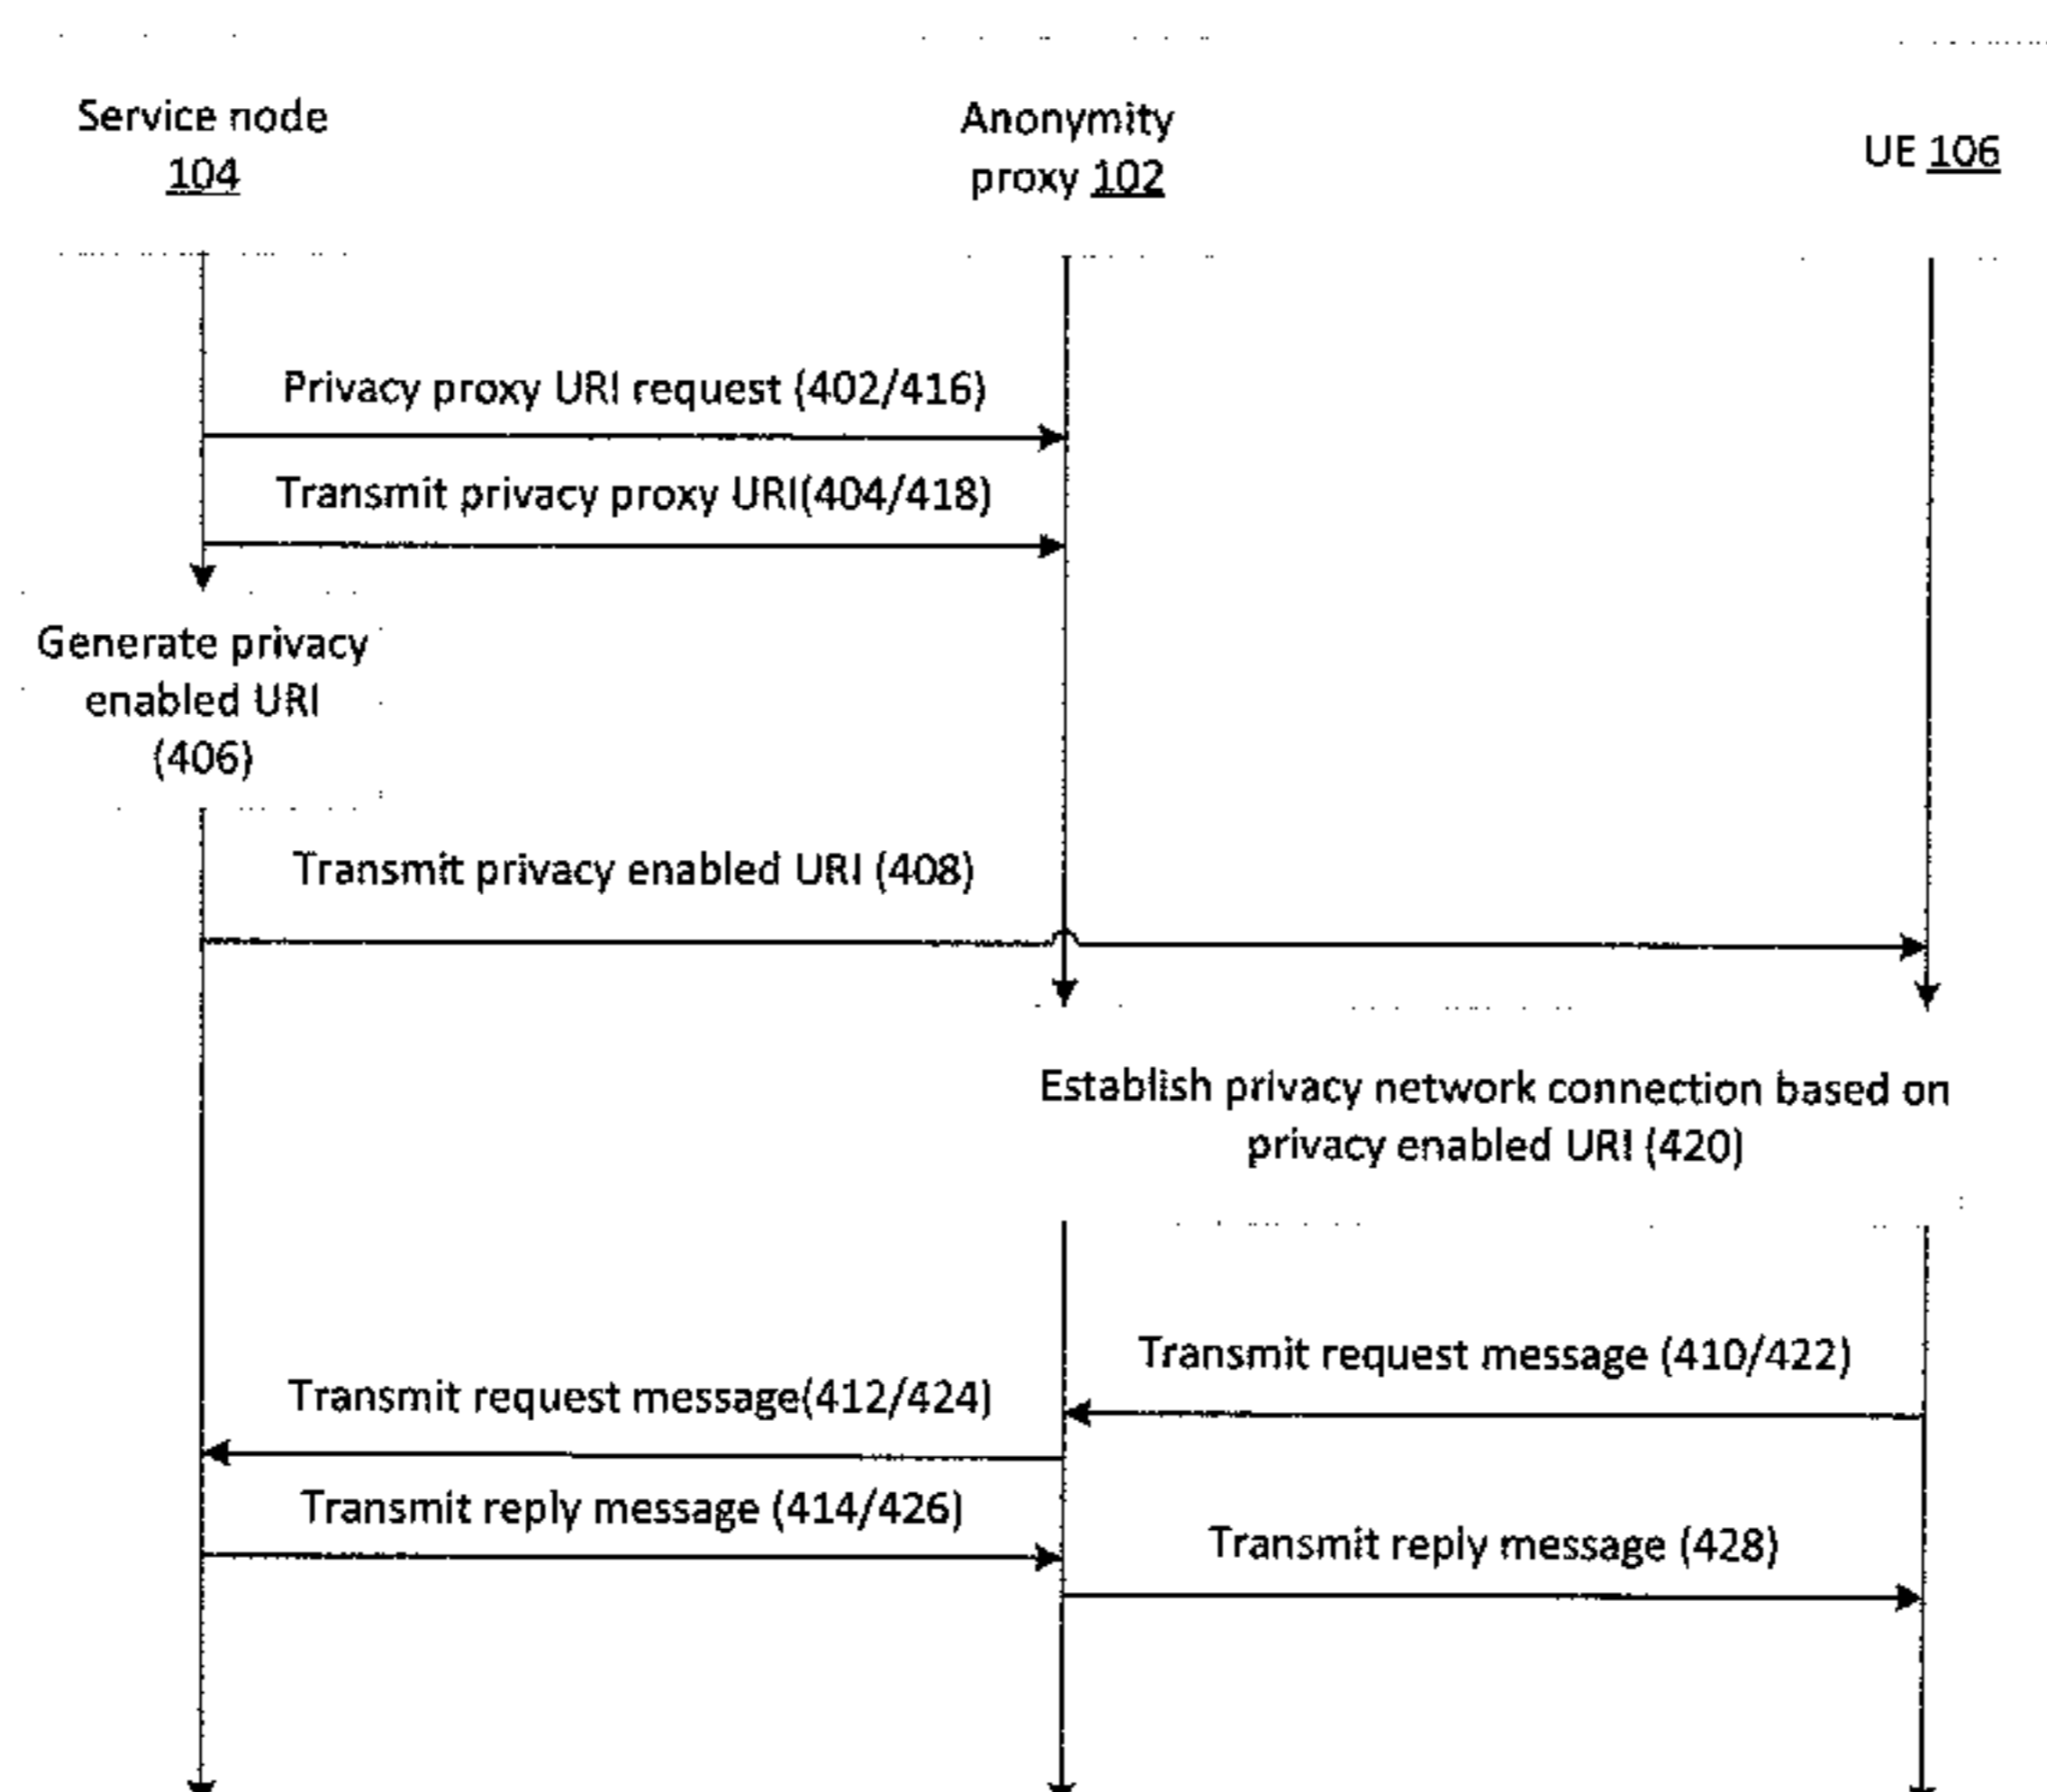 Service node
104
Anonymity
proxy 102
UE 106
Privacy proxy URI request (402/416)
Transmit privacy proxy URI(404/418)
Generate privacy
enabled URI
(406)
Transmit privacy enabled URI (408)
Establish privacy network connection based on
privacy enabled URI (420)
Transmit request message (410/422)
Transmit request message(412/424)
Transmit reply message (414/426)
Transmit reply message (428)